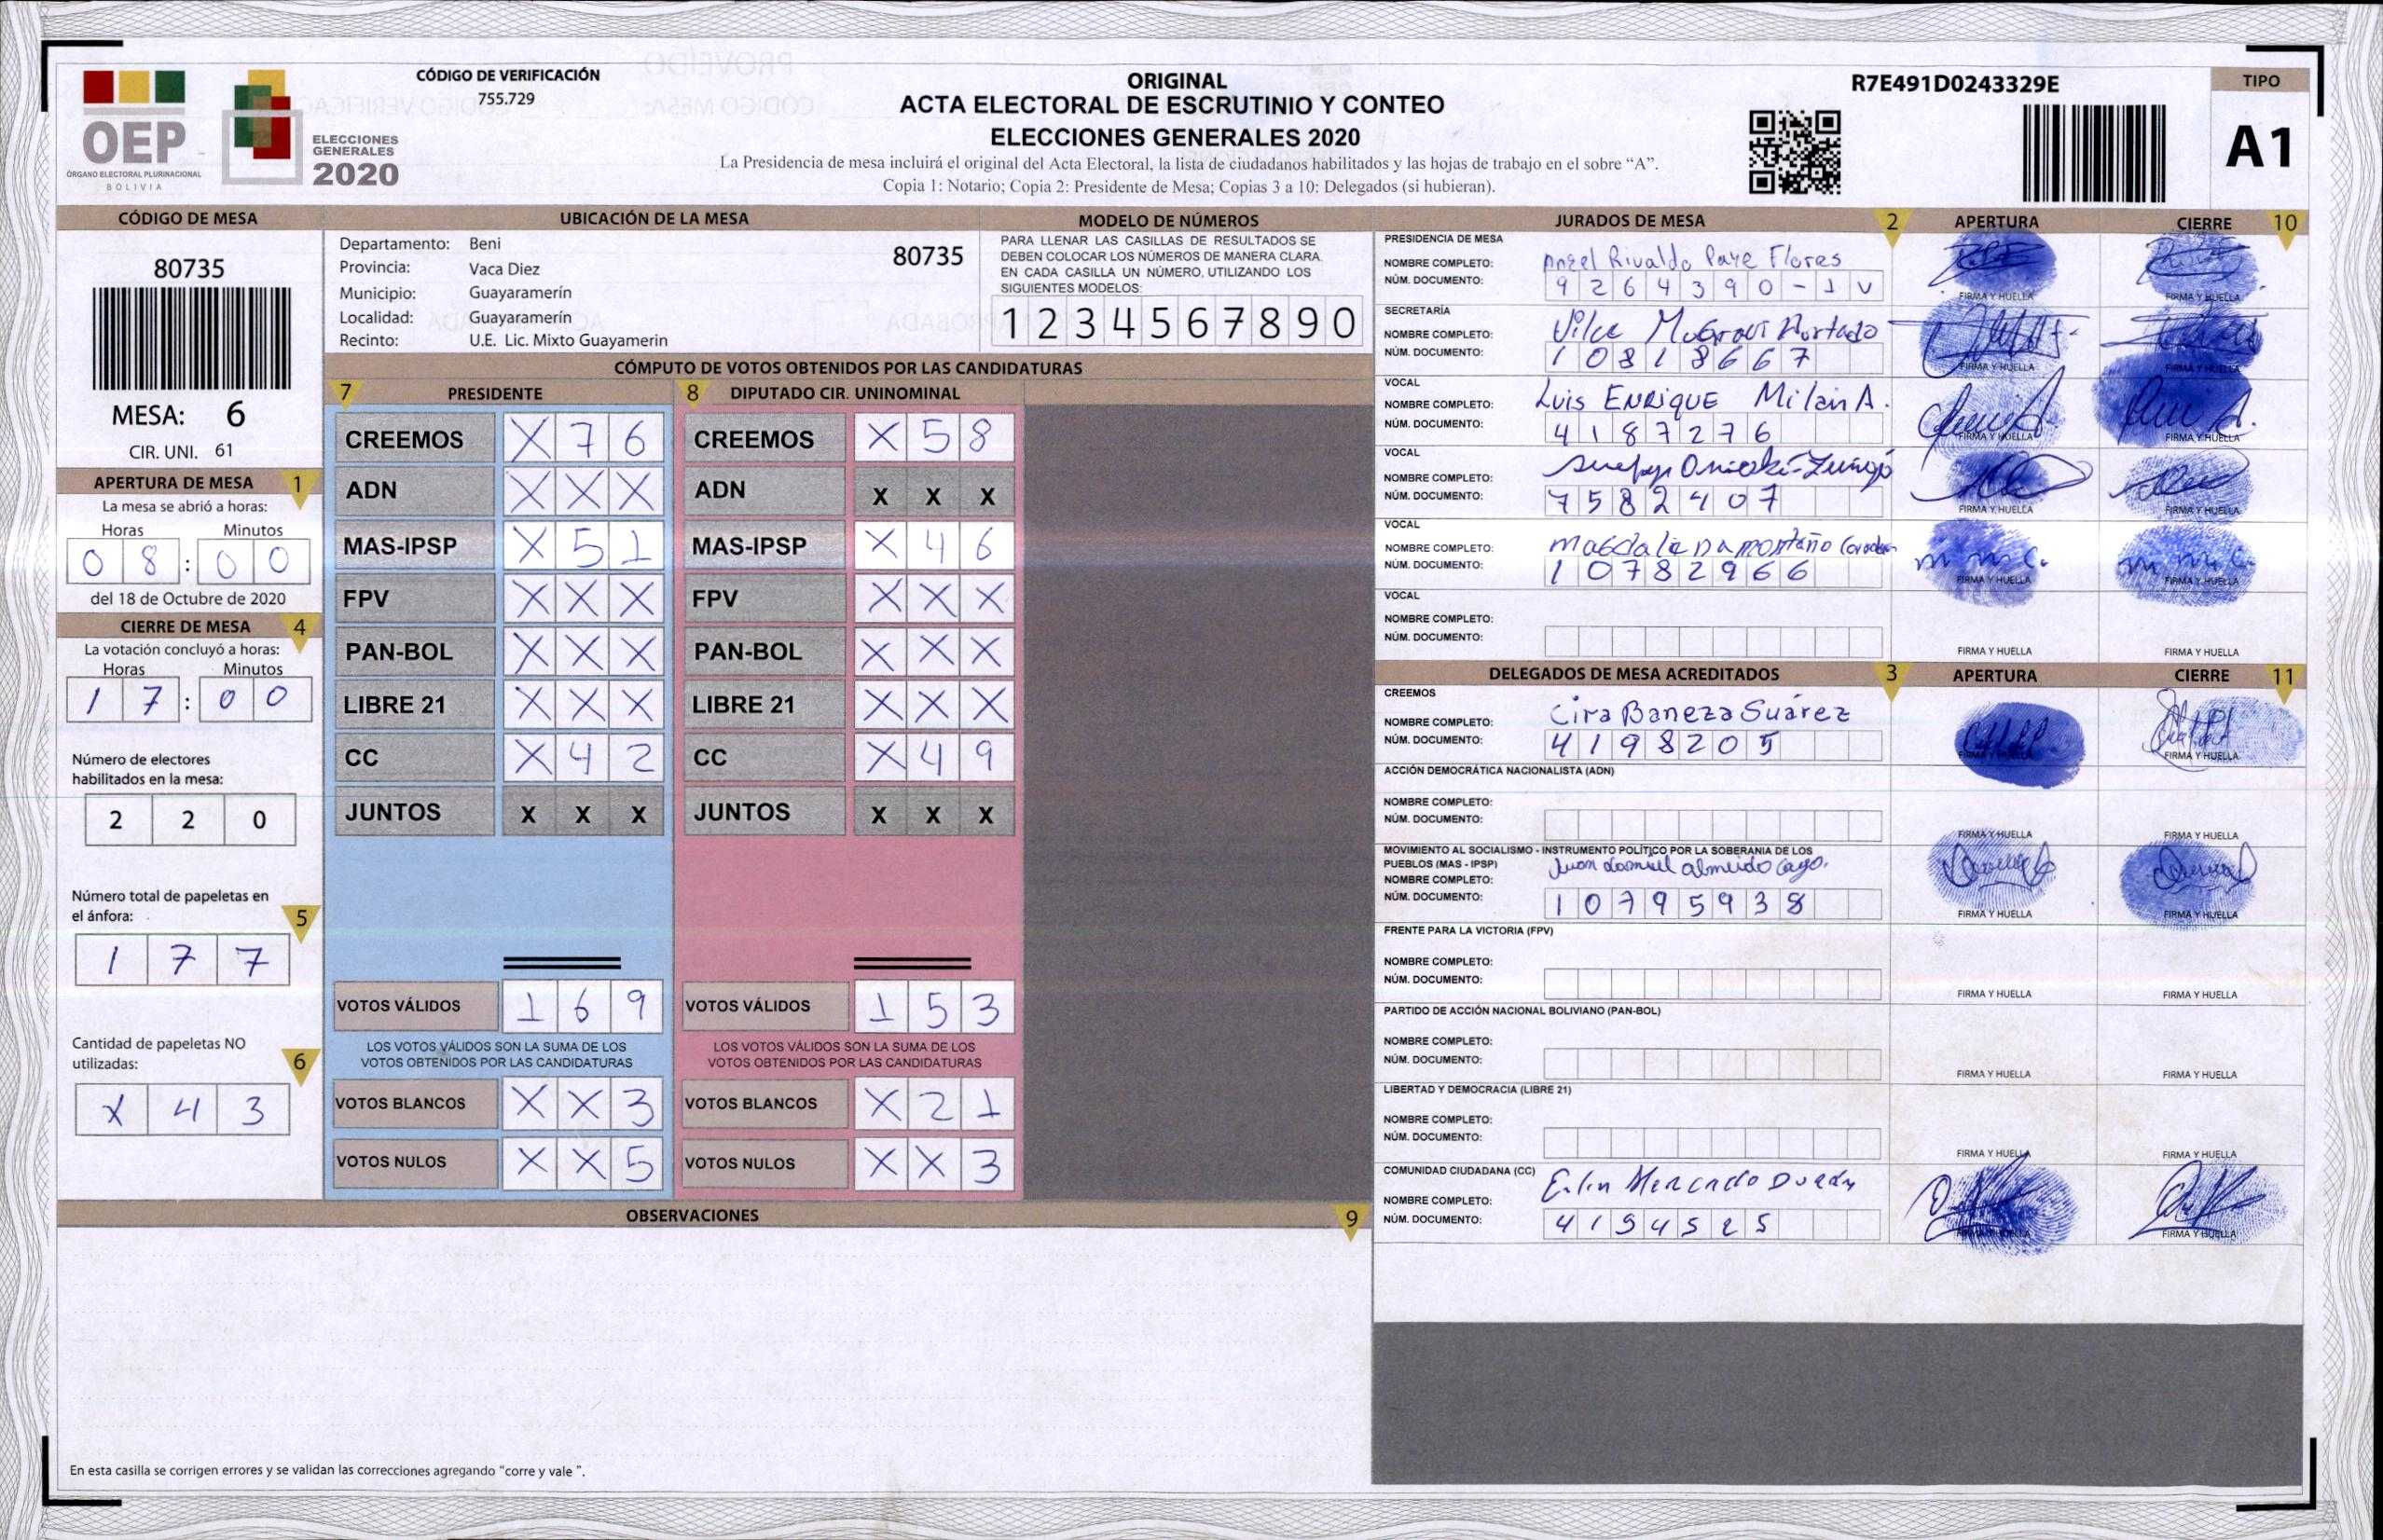 CÓDIGO DE VERIFICACIÓN
755.729
OEP
ÓRGANO ELECTORAL PLURINACIONAL
BOLIVIA
ELECCIONES
GENERALES
2020
ORIGINAL
ACTA ELECTORAL DE ESCRUTINIO Y CONTEO
ELECCIONES GENERALES 2020
La Presidencia de mesa incluirá el original del Acta Electoral, la lista de ciudadanos habilitados y las hojas de trabajo en el sobre “A”.
Copia 1: Notario; Copia 2: Presidente de Mesa; Copias 3 a 10: Delegados (si hubieran).
R7E491D0243329E
TIPO
A1
CÓDIGO DE MESA
80735
MESA: 6
CIR. UNI. 61
APERTURA DE MESA 1
La mesa se abrió a horas:
Horas Minutos
0 8 : 0 0
del 18 de Octubre de 2020
CIERRE DE MESA 4
La votación concluyó a horas:
Horas Minutos
1 7 : 0 0
Número de electores
habilitados en la mesa:
2 2 0
Número total de papeletas en
el ánfora: 5
1 7 7
Cantidad de papeletas NO
utilizadas: 6
X 4 3
UBICACIÓN DE LA MESA
Departamento: Beni
Provincia: Vaca Diez
Municipio: Guayaramerín
Localidad: Guayaramerín
Recinto: U.E. Lic. Mixto Guayamerin
80735
MODELO DE NÚMEROS
PARA LLENAR LAS CASILLAS DE RESULTADOS SE
DEBEN COLOCAR LOS NÚMEROS DE MANERA CLARA.
EN CADA CASILLA UN NÚMERO, UTILIZANDO LOS
SIGUIENTES MODELOS:
1 2 3 4 5 6 7 8 9 0
CÓMPUTO DE VOTOS OBTENIDOS POR LAS CANDIDATURAS
7 PRESIDENTE
CREEMOS X 7 6
ADN X X X
MAS-IPSP X 5 1
FPV X X X
PAN-BOL X X X
LIBRE 21 X X X
CC X 4 2
JUNTOS X X X
VOTOS VÁLIDOS 1 6 9
LOS VOTOS VÁLIDOS SON LA SUMA DE LOS
VOTOS OBTENIDOS POR LAS CANDIDATURAS
VOTOS BLANCOS X X 3
VOTOS NULOS X X 5
8 DIPUTADO CIR. UNINOMINAL
CREEMOS X 5 8
ADN X X X
MAS-IPSP X 4 6
FPV X X X
PAN-BOL X X X
LIBRE 21 X X X
CC X 4 9
JUNTOS X X X
VOTOS VÁLIDOS 1 5 3
LOS VOTOS VÁLIDOS SON LA SUMA DE LOS
VOTOS OBTENIDOS POR LAS CANDIDATURAS
VOTOS BLANCOS X 2 1
VOTOS NULOS X X 3
OBSERVACIONES 9
En esta casilla se corrigen errores y se validan las correcciones agregando “corre y vale ”.
JURADOS DE MESA 2 APERTURA CIERRE 10
PRESIDENCIA DE MESA
NOMBRE COMPLETO: Angel Rivaldo Paye Flores
NÚM. DOCUMENTO: 9 2 6 4 3 9 0 - 1 V
FIRMA Y HUELLA FIRMA Y HUELLA
SECRETARÍA
NOMBRE COMPLETO: Hurtado
NÚM. DOCUMENTO: 1 0 8 1 8 6 6 7
FIRMA Y HUELLA FIRMA Y HUELLA
VOCAL
NOMBRE COMPLETO: Luis ENRIQUE Milan A.
NÚM. DOCUMENTO: 4 1 8 7 2 7 6
FIRMA Y HUELLA FIRMA Y HUELLA
VOCAL
NOMBRE COMPLETO:
NÚM. DOCUMENTO: 7 5 8 2 4 0 7
FIRMA Y HUELLA FIRMA Y HUELLA
VOCAL
NOMBRE COMPLETO: magdalena montaño
NÚM. DOCUMENTO: 1 0 7 8 2 9 6 6
FIRMA Y HUELLA FIRMA Y HUELLA
VOCAL
NOMBRE COMPLETO:
NÚM. DOCUMENTO:
FIRMA Y HUELLA FIRMA Y HUELLA
DELEGADOS DE MESA ACREDITADOS 3 APERTURA CIERRE 11
CREEMOS
NOMBRE COMPLETO: Cira Baneza Suárez
NÚM. DOCUMENTO: 4 1 9 8 2 0 5
FIRMA Y HUELLA
ACCIÓN DEMOCRÁTICA NACIONALISTA (ADN)
NOMBRE COMPLETO:
NÚM. DOCUMENTO:
FIRMA Y HUELLA FIRMA Y HUELLA
MOVIMIENTO AL SOCIALISMO - INSTRUMENTO POLÍTICO POR LA SOBERANIA DE LOS
PUEBLOS (MAS - IPSP) Juan
NOMBRE COMPLETO:
NÚM. DOCUMENTO: 1 0 7 9 5 9 3 8
FIRMA Y HUELLA FIRMA Y HUELLA
FRENTE PARA LA VICTORIA (FPV)
NOMBRE COMPLETO:
NÚM. DOCUMENTO:
FIRMA Y HUELLA FIRMA Y HUELLA
PARTIDO DE ACCIÓN NACIONAL BOLIVIANO (PAN-BOL)
NOMBRE COMPLETO:
NÚM. DOCUMENTO:
FIRMA Y HUELLA FIRMA Y HUELLA
LIBERTAD Y DEMOCRACIA (LIBRE 21)
NOMBRE COMPLETO:
NÚM. DOCUMENTO:
FIRMA Y HUELLA FIRMA Y HUELLA
COMUNIDAD CIUDADANA (CC)
NOMBRE COMPLETO: Mercado Durán
NÚM. DOCUMENTO: 4 1 5 4 5 2 5
FIRMA Y HUELLA FIRMA Y HUELLA